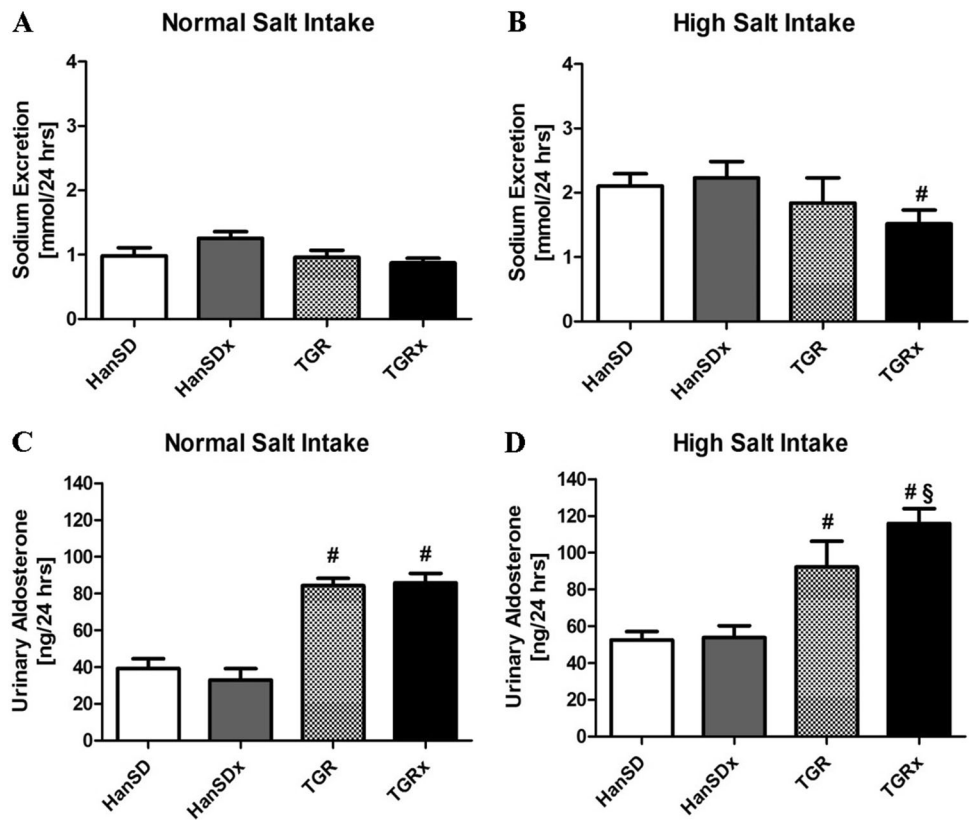 A
Normal Salt Intake
Sodium Excretion
[mmol/24 hrs]
4
3
2
1
0
HanSD
HanSDx
TGR
TGRx
B
High Salt Intake
Sodium Excretion
[mmol/24 hrs]
4
3
2
1
0
#
HanSD
HanSDx
TGR
TGRx
C
Normal Salt Intake
Urinary Aldosterone
[ng/24 hrs]
140
120
100
80
60
40
20
0
#
#
HanSD
HanSDx
TGR
TGRx
D
High Salt Intake
Urinary Aldosterone
[ng/24 hrs]
140
120
100
80
60
40
20
0
#
# §
HanSD
HanSDx
TGR
TGRx